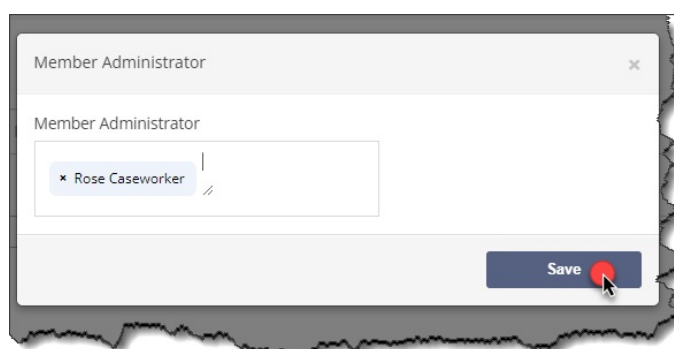 Member Administrator ×
Member Administrator
× Rose Caseworker
Save